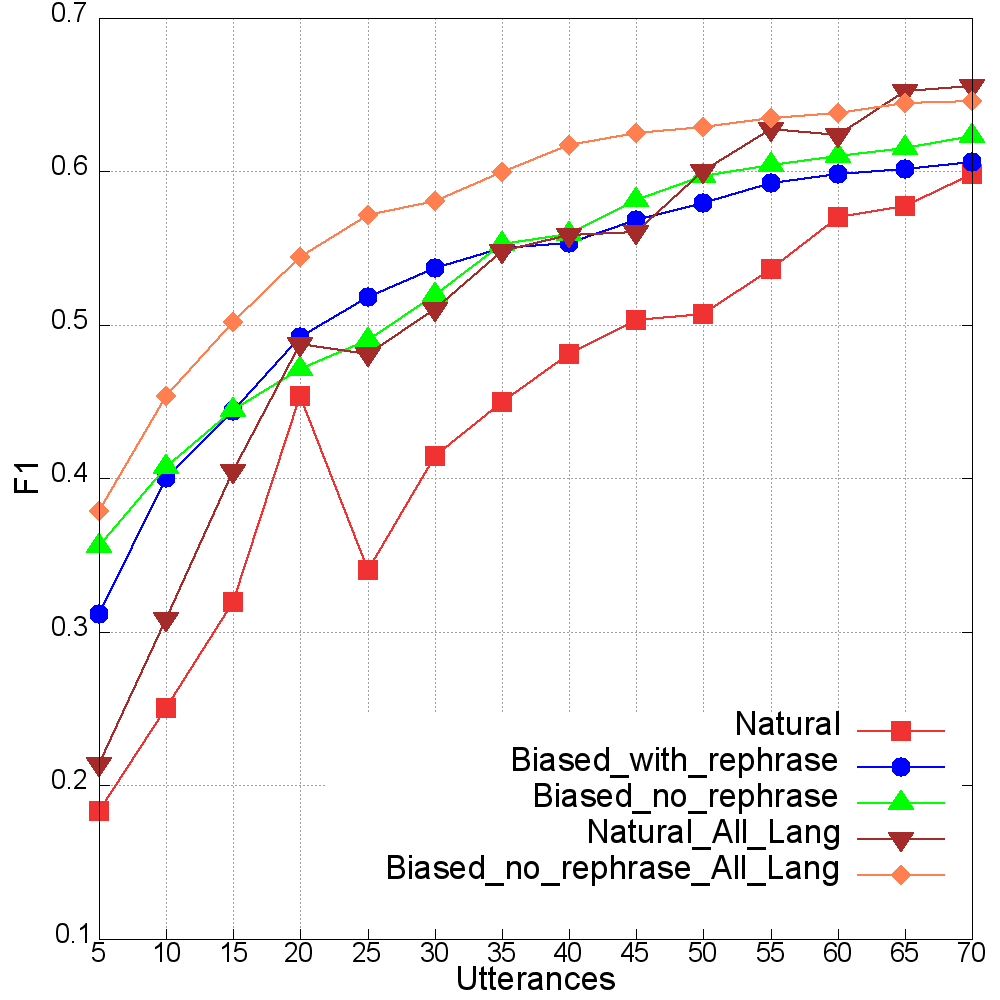 0.7
0.6
0.5
0.4
0.3
0.2
0.1
F1
Natural
Biased_with_rephrase
Biased_no_rephrase
Natural_All_Lang
Biased_no_rephrase_All_Lang
5 10 15 20 25 30 35 40 45 50 55 60 65 70
Utterances